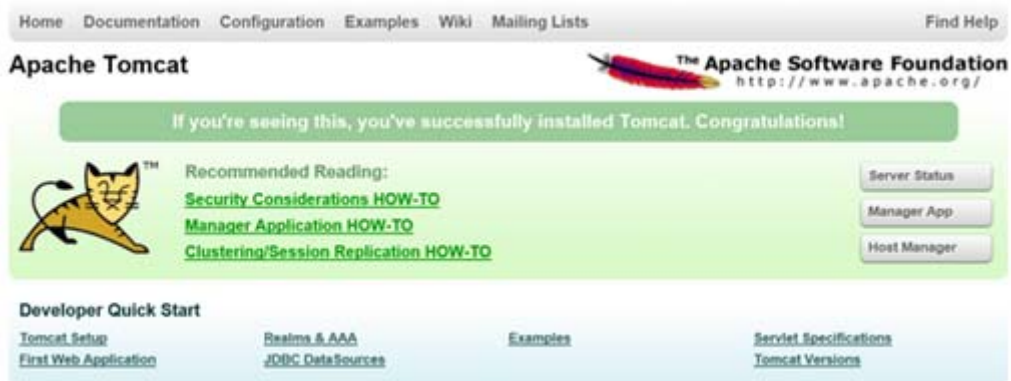 Home Documentation Configuration Examples Wiki Mailing Lists Find Help
Apache Tomcat
The Apache Software Foundation
http://www.apache.org/
If you're seeing this, you've successfully installed Tomcat. Congratulations!
TM
Recommended Reading:
Security Considerations HOW-TO
Manager Application HOW-TO
Clustering/Session Replication HOW-TO
Server Status
Manager App
Host Manager
Developer Quick Start
Tomcat Setup Realms & AAA Examples Servlet Specifications
First Web Application JDBC DataSources Tomcat Versions